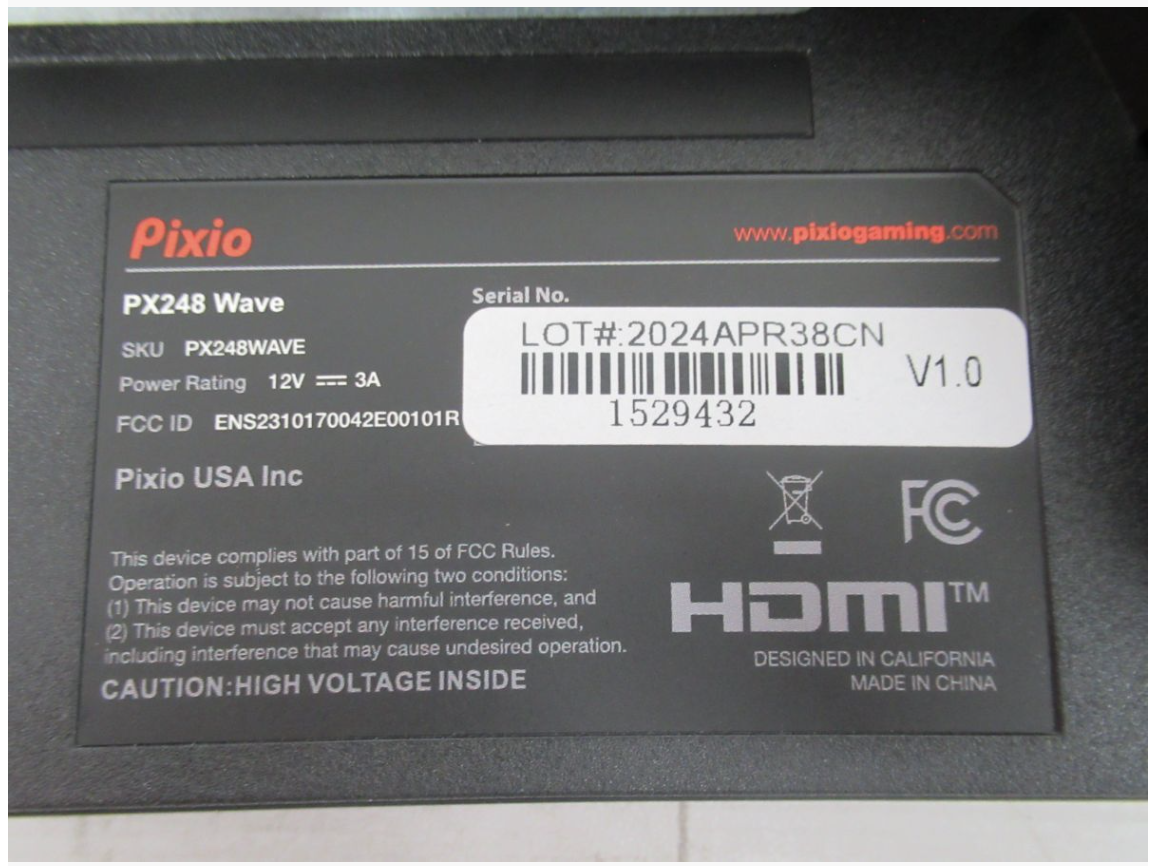 Pixio
www.pixiogaming.com
PX248 Wave
SKU PX248WAVE
Power Rating 12V ⎓ 3A
FCC ID ENS2310170042E00101R
Serial No.
LOT#:2024APR38CN
V1.0
1529432
Pixio USA Inc
FC
This device complies with part of 15 of FCC Rules.
Operation is subject to the following two conditions:
(1) This device may not cause harmful interference, and
(2) This device must accept any interference received,
including interference that may cause undesired operation.
CAUTION:HIGH VOLTAGE INSIDE
HDMI™
DESIGNED IN CALIFORNIA
MADE IN CHINA